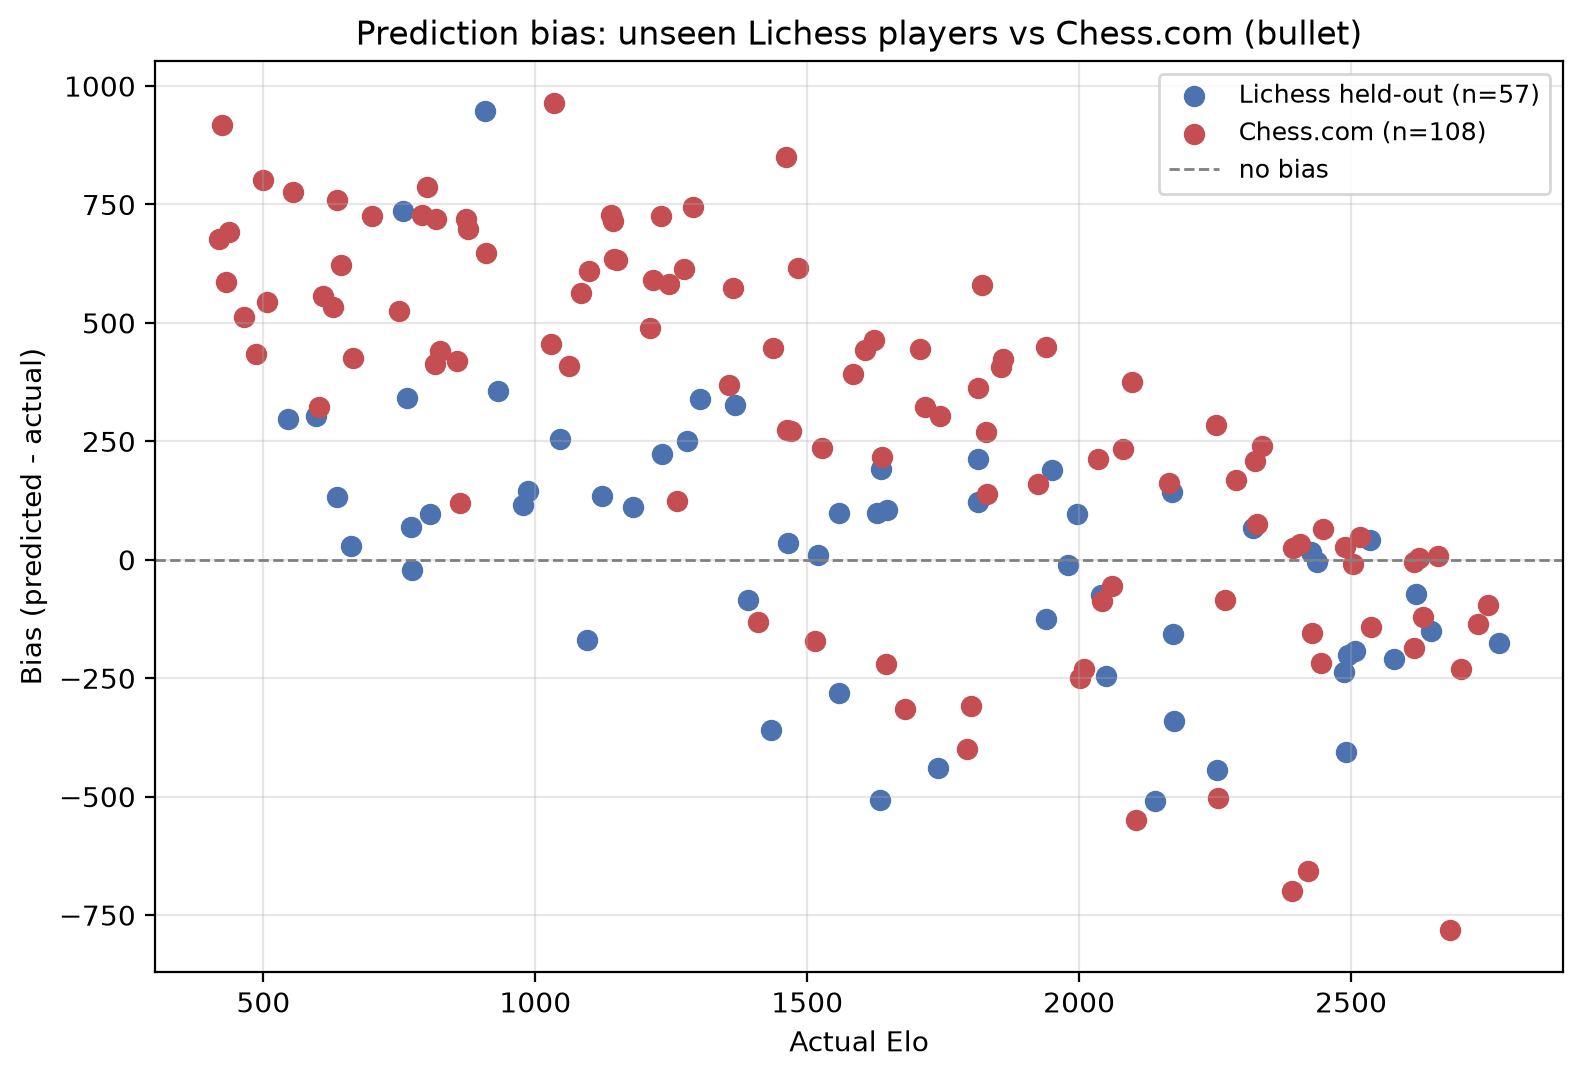 Prediction bias: unseen Lichess players vs Chess.com (bullet)
Lichess held-out (n=57)
Chess.com (n=108)
no bias
Bias (predicted - actual)
1000
750
500
250
0
−250
−500
−750
500
1000
1500
2000
2500
Actual Elo